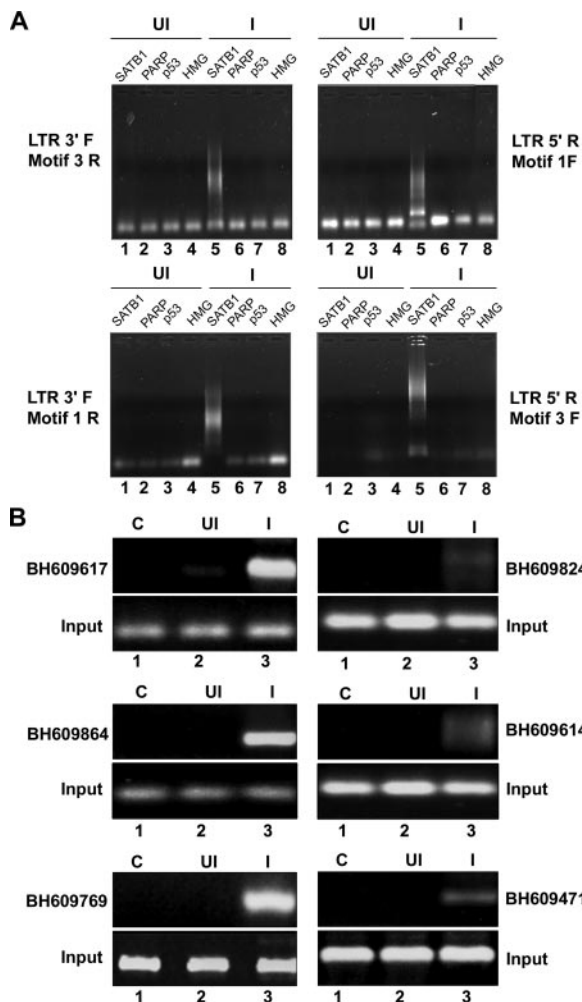 A
UI I
SATB1 PARP p53 HMG SATB1 PARP p53 HMG
LTR 3' F
Motif 3 R
1 2 3 4 5 6 7 8
UI I
SATB1 PARP p53 HMG SATB1 PARP p53 HMG
LTR 5' R
Motif 1F
1 2 3 4 5 6 7 8
UI I
SATB1 PARP p53 HMG SATB1 PARP p53 HMG
LTR 3' F
Motif 1 R
1 2 3 4 5 6 7 8
UI I
SATB1 PARP p53 HMG SATB1 PARP p53 HMG
LTR 5' R
Motif 3 F
1 2 3 4 5 6 7 8
B
C UI I
BH609617
Input
1 2 3
C UI I
BH609824
Input
1 2 3
C UI I
BH609864
Input
1 2 3
C UI I
BH609614
Input
1 2 3
C UI I
BH609769
Input
1 2 3
C UI I
BH609471
Input
1 2 3